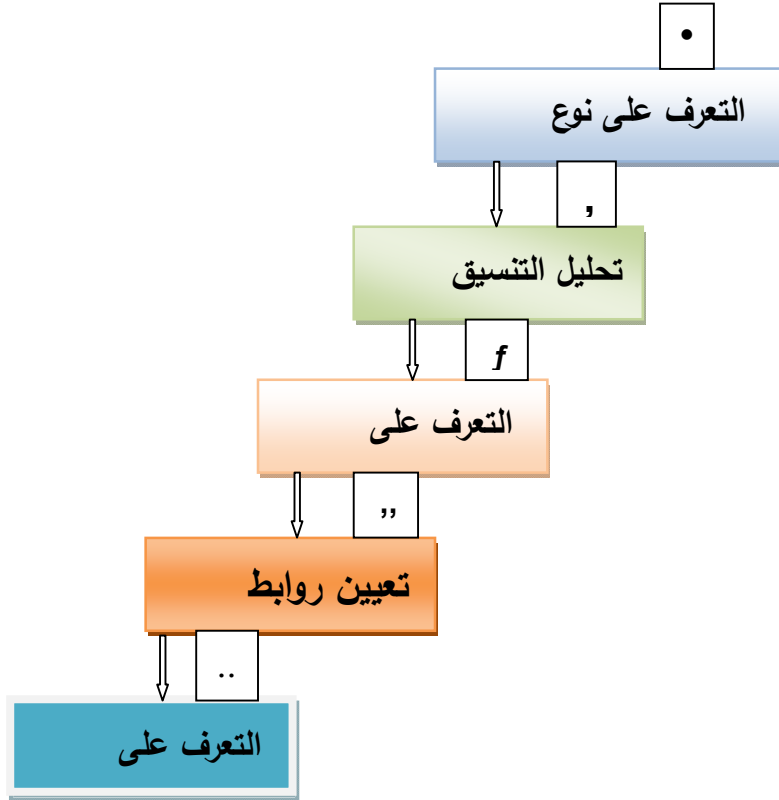 •
التعرف على نوع
,
تحليل التنسيق
ƒ
التعرف على
,,
تعيين روابط
..
التعرف على